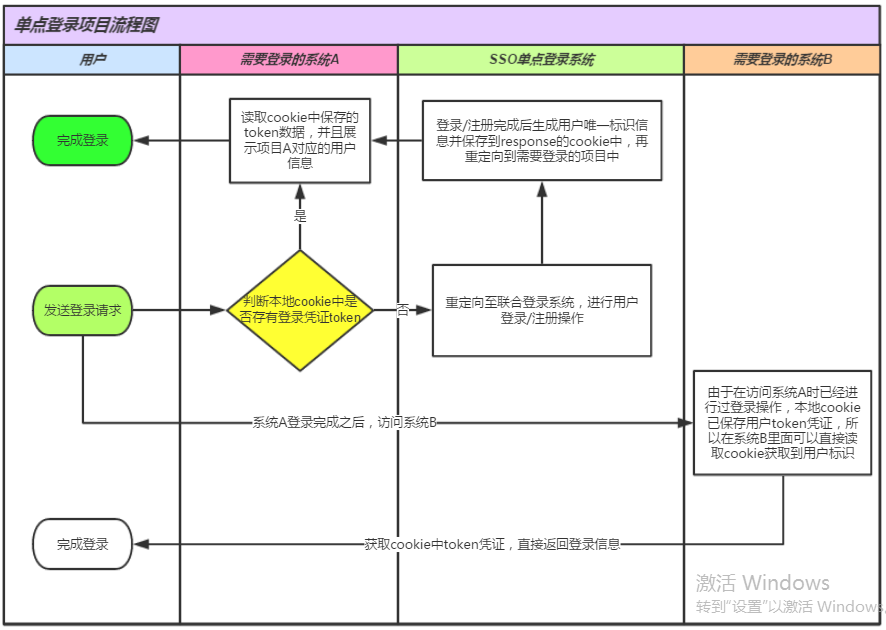 单点登录项目流程图
用户
需要登录的系统A
SSO单点登录系统
需要登录的系统B
完成登录
读取cookie中保存的
token数据，并且展
示项目A对应的用户
信息
登录/注册完成后生成用户唯一标识信
息并保存到response的cookie中，再
重定向到需要登录的项目中
是
发送登录请求
判断本地cookie中是
否存有登录凭证token
否
重定向至联合登录系统，进行用户
登录/注册操作
由于在访问系统A时已经进
行过登录操作，本地cookie
已保存用户token凭证，所
以在系统B里面可以直接读
取cookie获取到用户标识
系统A登录完成之后，访问系统B
完成登录
获取cookie中token凭证，直接返回登录信息
激活 Windows
转到“设置”以激活 Windows。